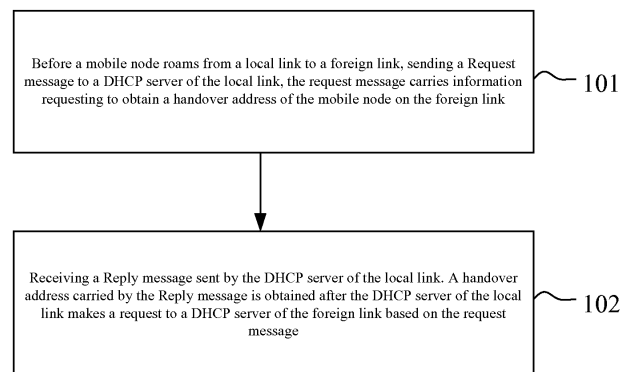 Before a mobile node roams from a local link to a foreign link, sending a Request
message to a DHCP server of the local link, the request message carries information
requesting to obtain a handover address of the mobile node on the foreign link
101
Receiving a Reply message sent by the DHCP server of the local link. A handover
address carried by the Reply message is obtained after the DHCP server of the local
link makes a request to a DHCP server of the foreign link based on the request
message
102